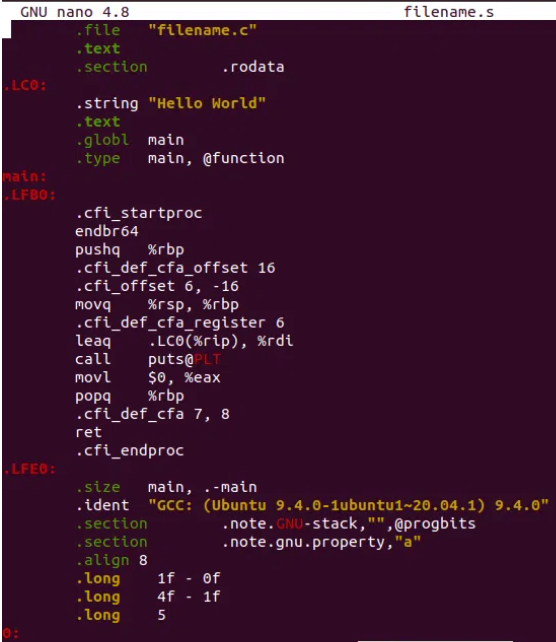 GNU nano 4.8 filename.s
.file "filename.c"
.text
.section .rodata
.LC0:
.string "Hello World"
.text
.globl main
.type main, @function
main:
.LFB0:
.cfi_startproc
endbr64
pushq %rbp
.cfi_def_cfa_offset 16
.cfi_offset 6, -16
movq %rsp, %rbp
.cfi_def_cfa_register 6
leaq .LC0(%rip), %rdi
call puts@PLT
movl $0, %eax
popq %rbp
.cfi_def_cfa 7, 8
ret
.cfi_endproc
.LFE0:
.size main, .-main
.ident "GCC: (Ubuntu 9.4.0-1ubuntu1~20.04.1) 9.4.0"
.section .note.GNU-stack,"",@progbits
.section .note.gnu.property,"a"
.align 8
.long 1f - 0f
.long 4f - 1f
.long 5
0: